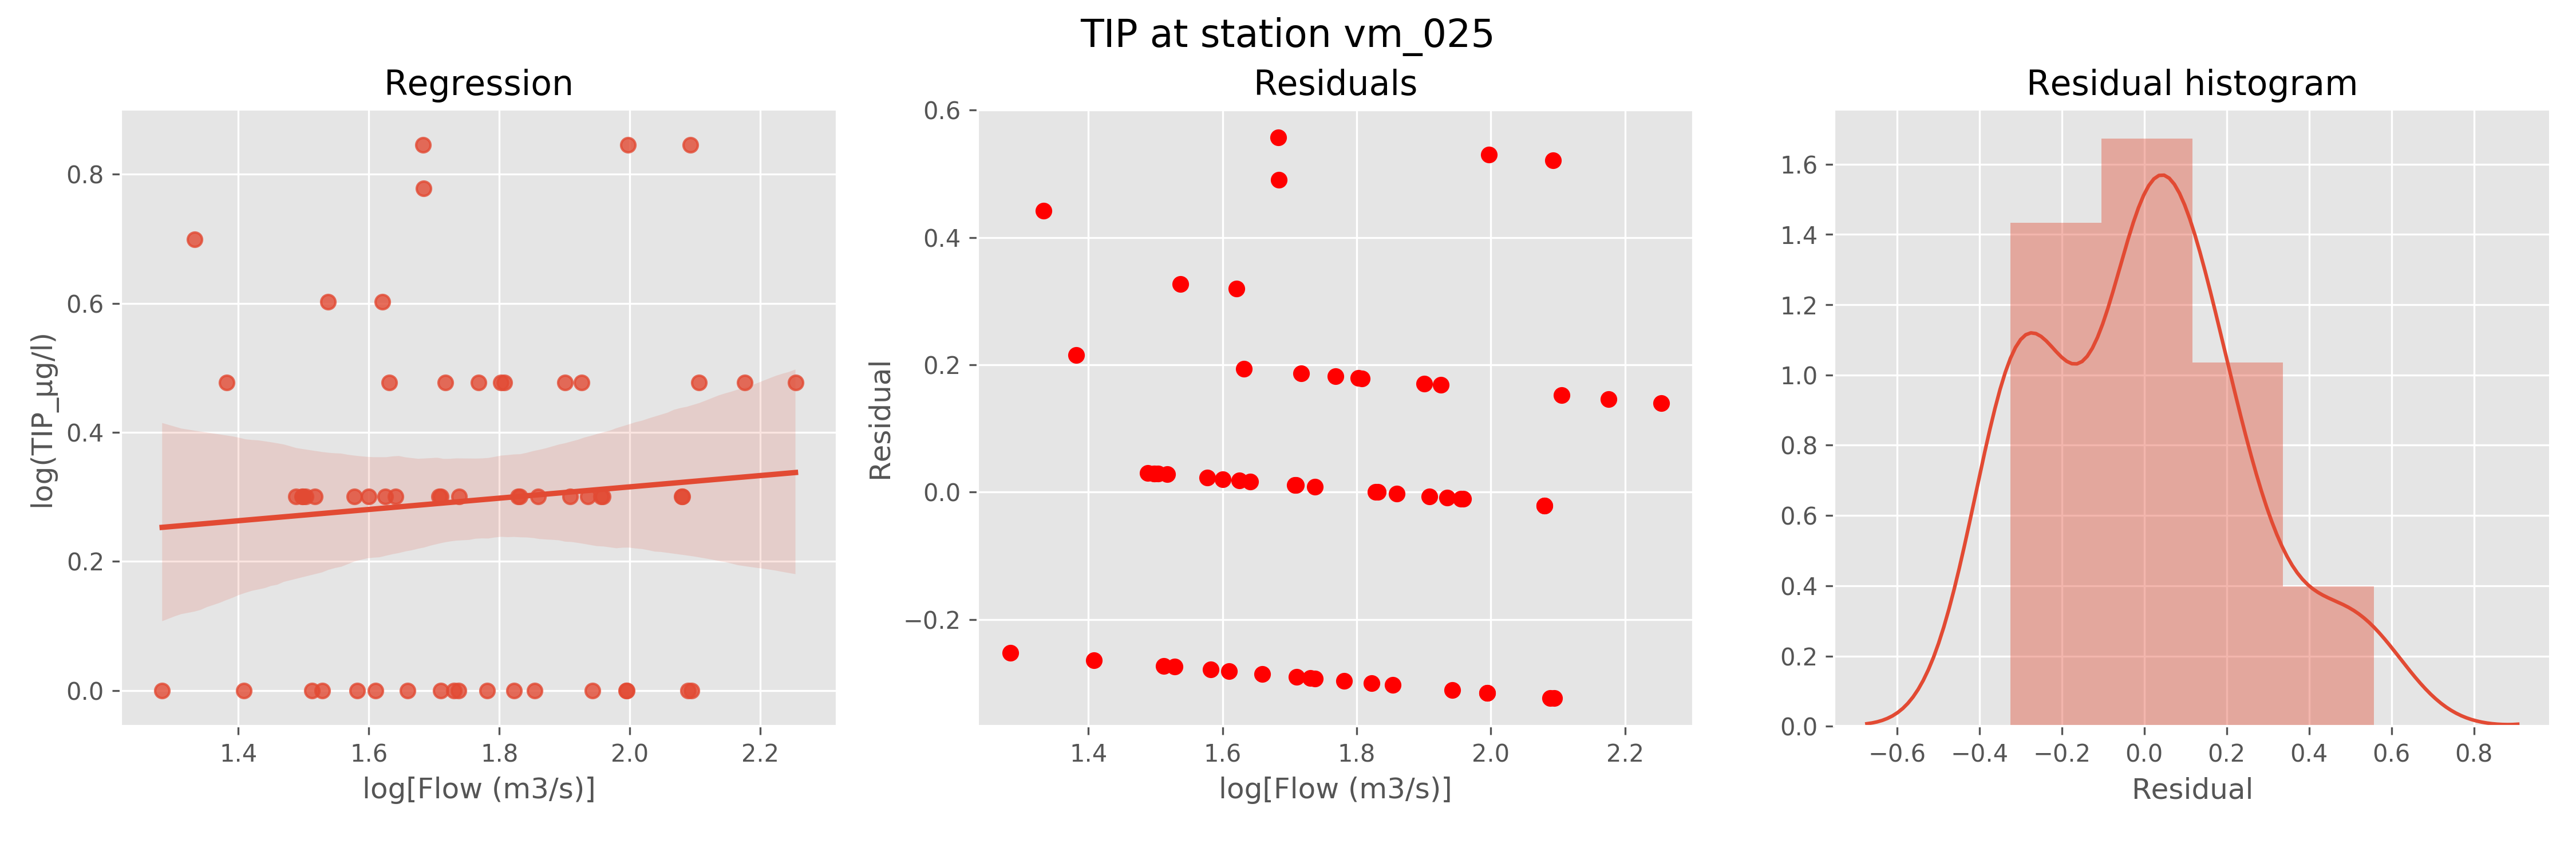 TIP at station vm_025
Regression
0.8
0.6
0.4
0.2
0.0
log(TIP_µg/l)
1.4 1.6 1.8 2.0 2.2
log[Flow (m3/s)]
Residuals
0.6
0.4
0.2
0.0
−0.2
Residual
1.4 1.6 1.8 2.0 2.2
log[Flow (m3/s)]
Residual histogram
1.6
1.4
1.2
1.0
0.8
0.6
0.4
0.2
0.0
−0.6 −0.4 −0.2 0.0 0.2 0.4 0.6 0.8
Residual